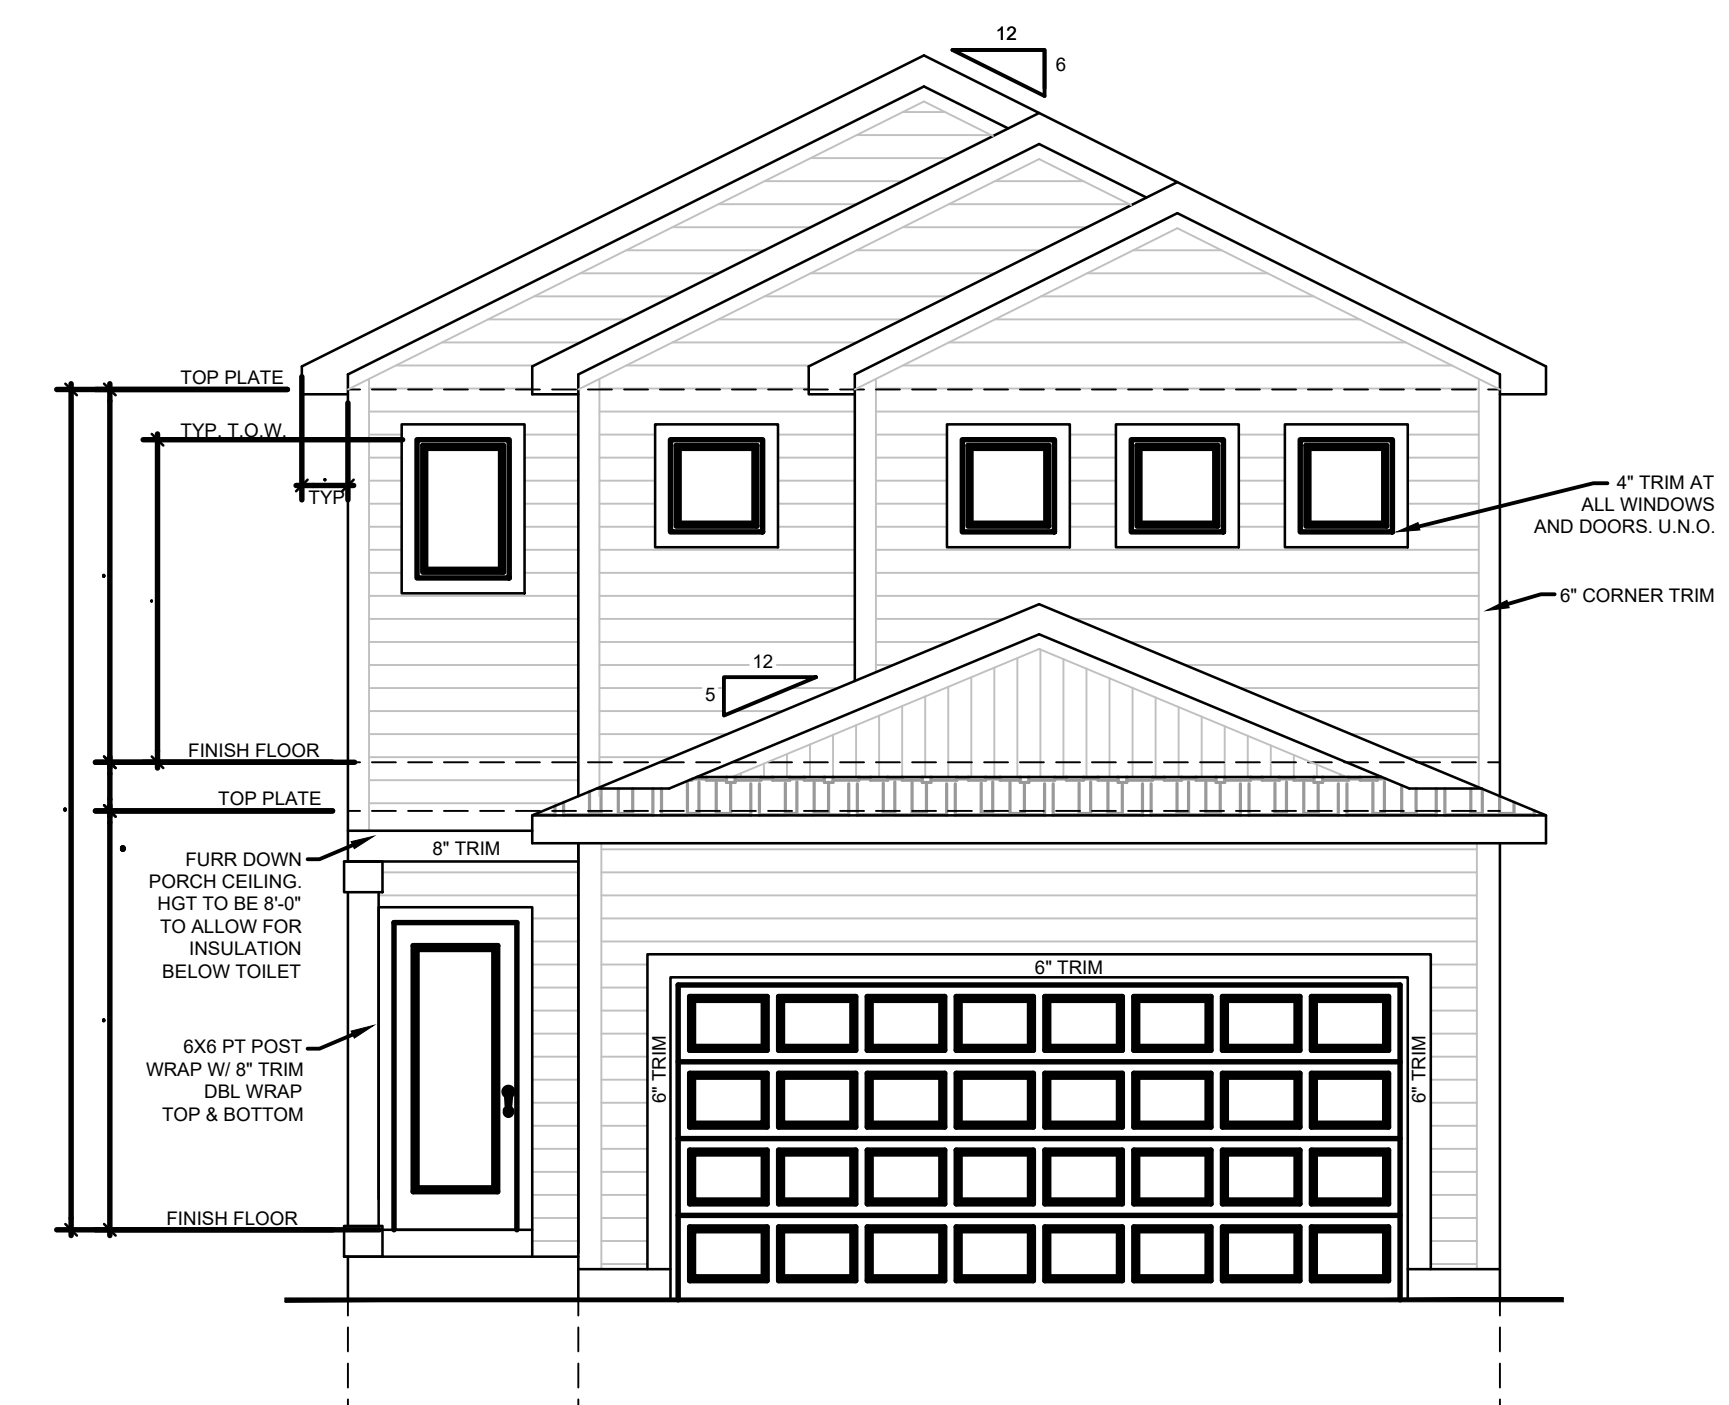 12
6
TOP PLATE
TYP. T.O.W.
TYP
4" TRIM AT
ALL WINDOWS
AND DOORS. U.N.O.
6" CORNER TRIM
12
5
FINISH FLOOR
TOP PLATE
8" TRIM
FURR DOWN
PORCH CEILING.
HGT TO BE 8'-0"
TO ALLOW FOR
INSULATION
BELOW TOILET
6" TRIM
6" TRIM
6" TRIM
6X6 PT POST
WRAP W/ 8" TRIM
DBL WRAP
TOP & BOTTOM
FINISH FLOOR